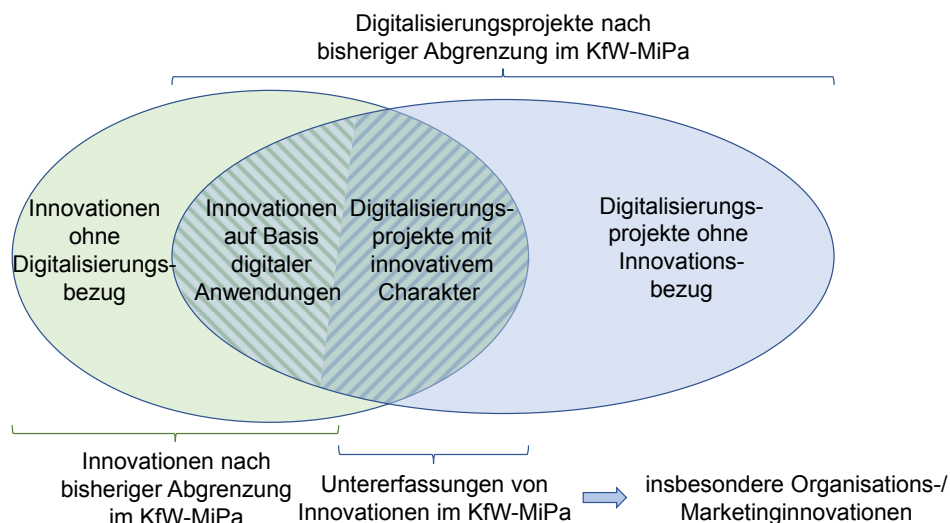 Digitalisierungsprojekte nach
bisheriger Abgrenzung im KfW-MiPa
Innovationen
ohne
Digitalisierungs-
bezug
Innovationen
auf Basis
digitaler
Anwendungen
Digitalisierungs-
projekte mit
innovativem
Charakter
Digitalisierungs-
projekte ohne
Innovations-
bezug
Innovationen nach
bisheriger Abgrenzung
im KfW-MiPa
Untererfassungen von
Innovationen im KfW-MiPa
insbesondere Organisations-/
Marketinginnovationen